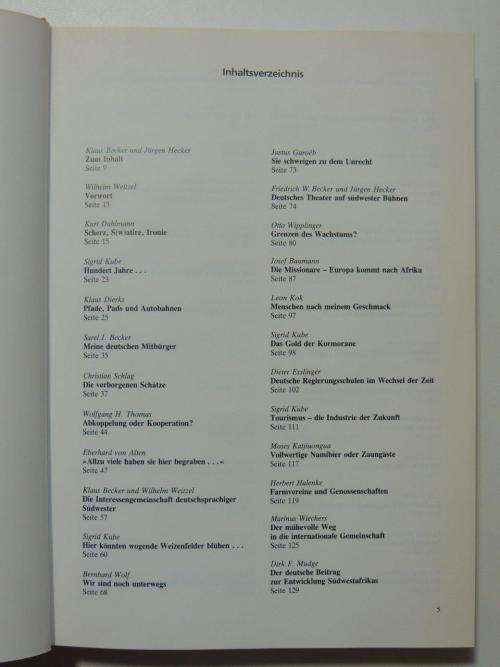 Inhaltsverzeichnis
Klaus Becker und Jürgen Hecker
Zum Inhalt
Seite 9
Wilhelm Weitzel
Vorwort
Seite 13
Kurt Dahlmann
Scherz, S(w)atire, Ironie
Seite 15
Sigrid Kube
Hundert Jahre . . .
Seite 23
Klaus Dierks
Pfade, Pads und Autobahnen
Seite 25
Sarel J. Becker
Meine deutschen Mitbürger
Seite 35
Christian Schlag
Die verborgenen Schätze
Seite 37
Wolfgang H. Thomas
Abkoppelung oder Kooperation?
Seite 44
Eberhard von Alten
»Allzu viele haben sie hier begraben . . .«
Seite 47
Klaus Becker und Wilhelm Weitzel
Die Interessengemeinschaft deutschsprachiger
Südwester
Seite 57
Sigrid Kube
Hier könnten wogende Weizenfelder blühen . . .
Seite 60
Bernhard Wolf
Wir sind noch unterwegs
Seite 68
Justus Garoëb
Sie schweigen zu dem Unrecht
Seite 73
Friedrich W. Becker und Jürgen Hecker
Deutsches Theater auf südwester Bühnen
Seite 74
Otto Wipplinger
Grenzen des Wachstums?
Seite 80
Josef Baumann
Die Missionare – Europa kommt nach Afrika
Seite 87
Leon Kok
Menschen nach meinem Geschmack
Seite 97
Sigrid Kube
Das Gold der Kormorane
Seite 98
Dieter Esslinger
Deutsche Regierungsschulen im Wechsel der Zeit
Seite 102
Sigrid Kube
Tourismus – die Industrie der Zukunft
Seite 111
Moses Katjiuongua
Vollwertige Namibier oder Zaungäste
Seite 117
Herbert Halenke
Farmvereine und Genossenschaften
Seite 119
Marinus Wiechers
Der mühevolle Weg
in die internationale Gemeinschaft
Seite 125
Dirk F. Mudge
Der deutsche Beitrag
zur Entwicklung Südwestafrikas
Seite 129
5